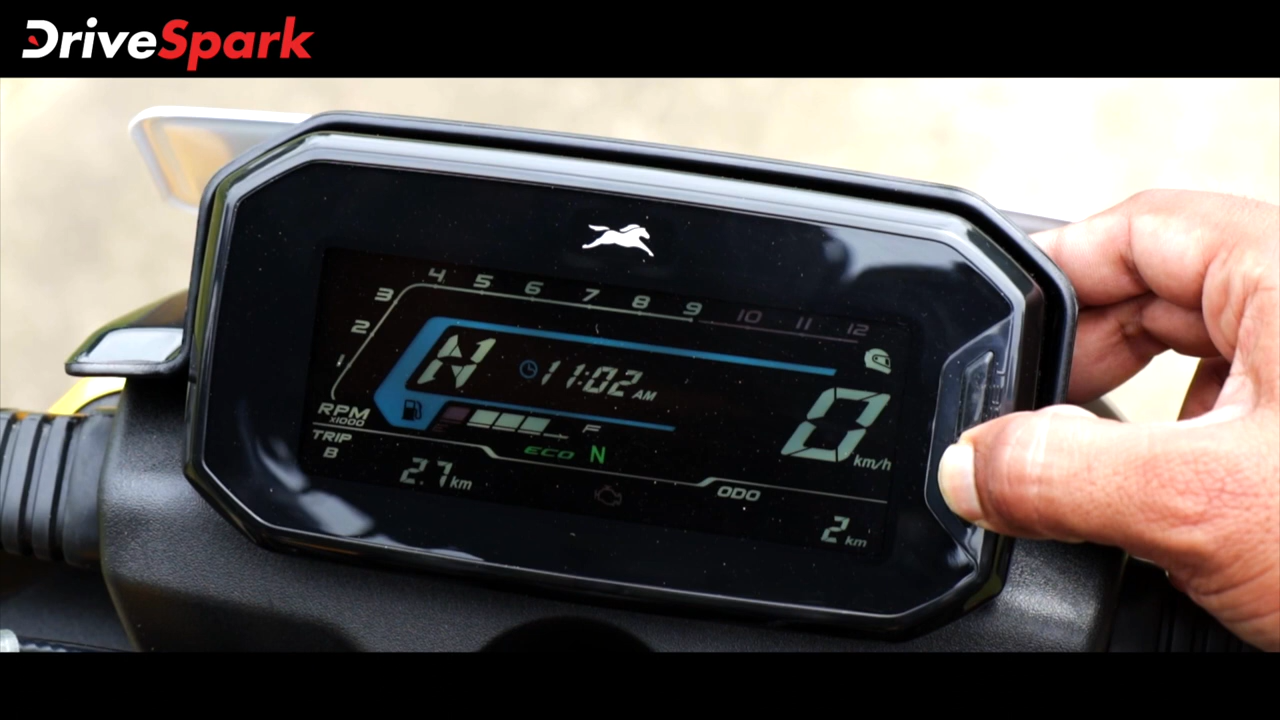 DriveSpark
4 5 6 7 8 9 10 11 12
3
2
1
N 11:02 AM
0 km/h
RPM
x1000
F
TRIP
B
ECO N
2.7 km
ODO
2 km